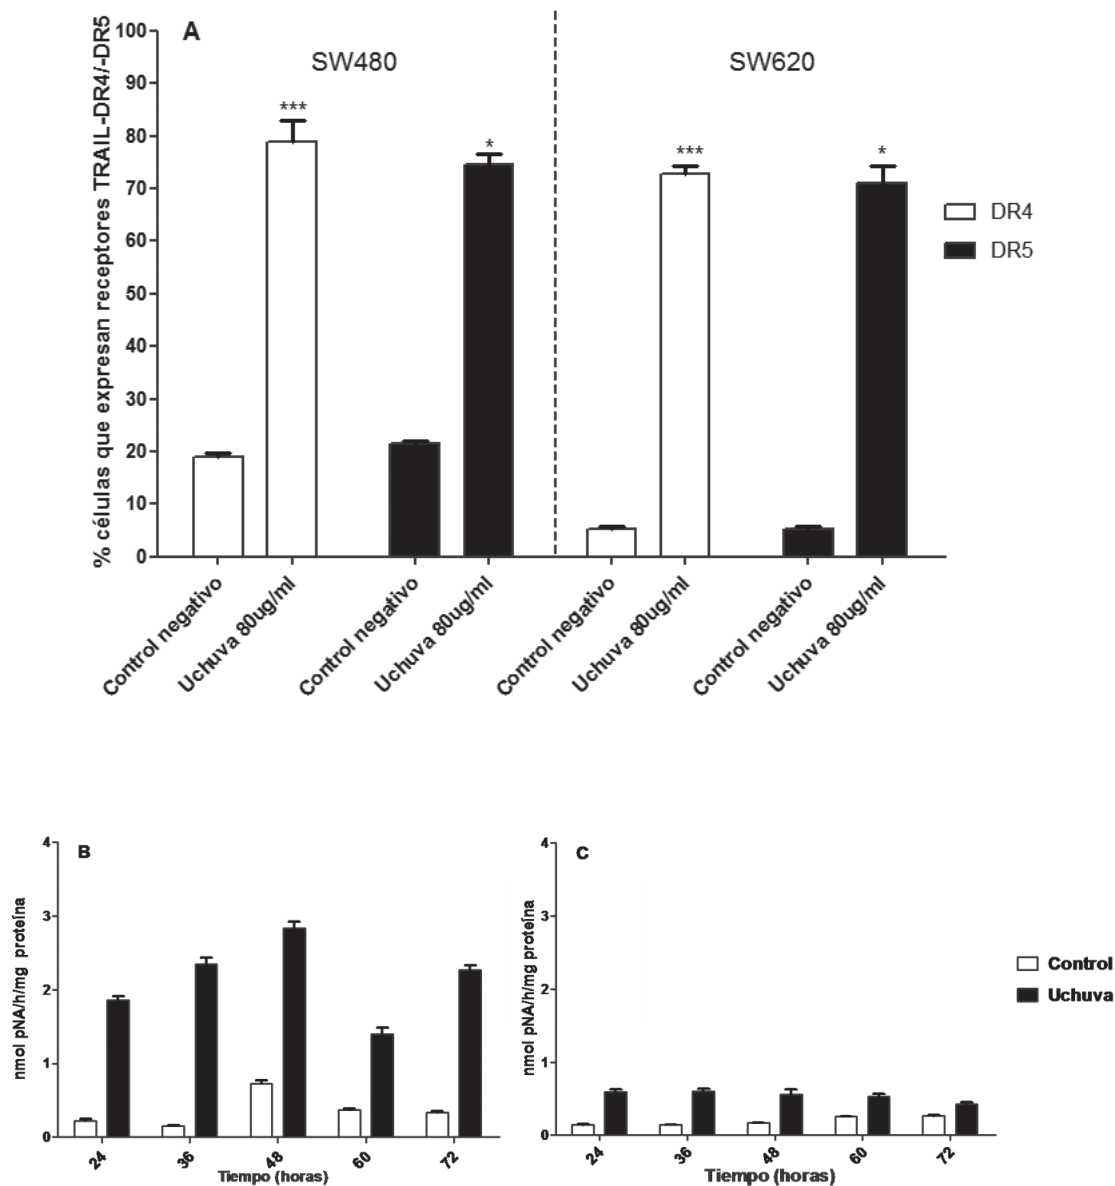 A
SW480
SW620
% células que expresan receptores TRAIL-DR4/-DR5
100
90
80
70
60
50
40
30
20
10
0
***
*
***
*
DR4
DR5
Control negativo
Uchuva 80ug/ml
Control negativo
Uchuva 80ug/ml
Control negativo
Uchuva 80ug/ml
Control negativo
Uchuva 80ug/ml
B
nmol pNA/h/mg proteína
4
3
2
1
0
24
36
48
60
72
Tiempo (horas)
C
nmol pNA/h/mg proteína
4
3
2
1
0
24
36
48
60
72
Tiempo (horas)
Control
Uchuva